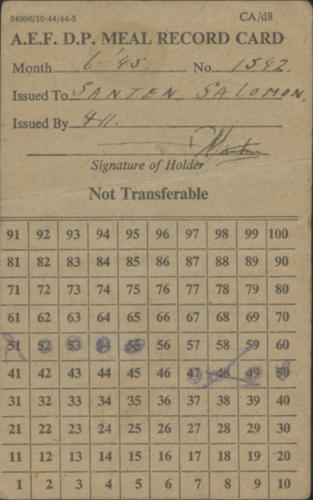 34906/10-44/44-5 CA/d8
A.E.F. D.P. MEAL RECORD CARD
Month 6-'45. No. 1542.
Issued To SANTEN, SALOMON.
Issued By 411.
Signature of Holder
Not Transferable
91 92 93 94 95 96 97 98 99 100
81 82 83 84 85 86 87 88 89 90
71 72 73 74 75 76 77 78 79 80
61 62 63 64 65 66 67 68 69 70
51 52 53 54 55 56 57 58 59 60
41 42 43 44 45 46 47 48 49 50
31 32 33 34 35 36 37 38 39 40
21 22 23 24 25 26 27 28 29 30
11 12 13 14 15 16 17 18 19 20
1 2 3 4 5 6 7 8 9 10